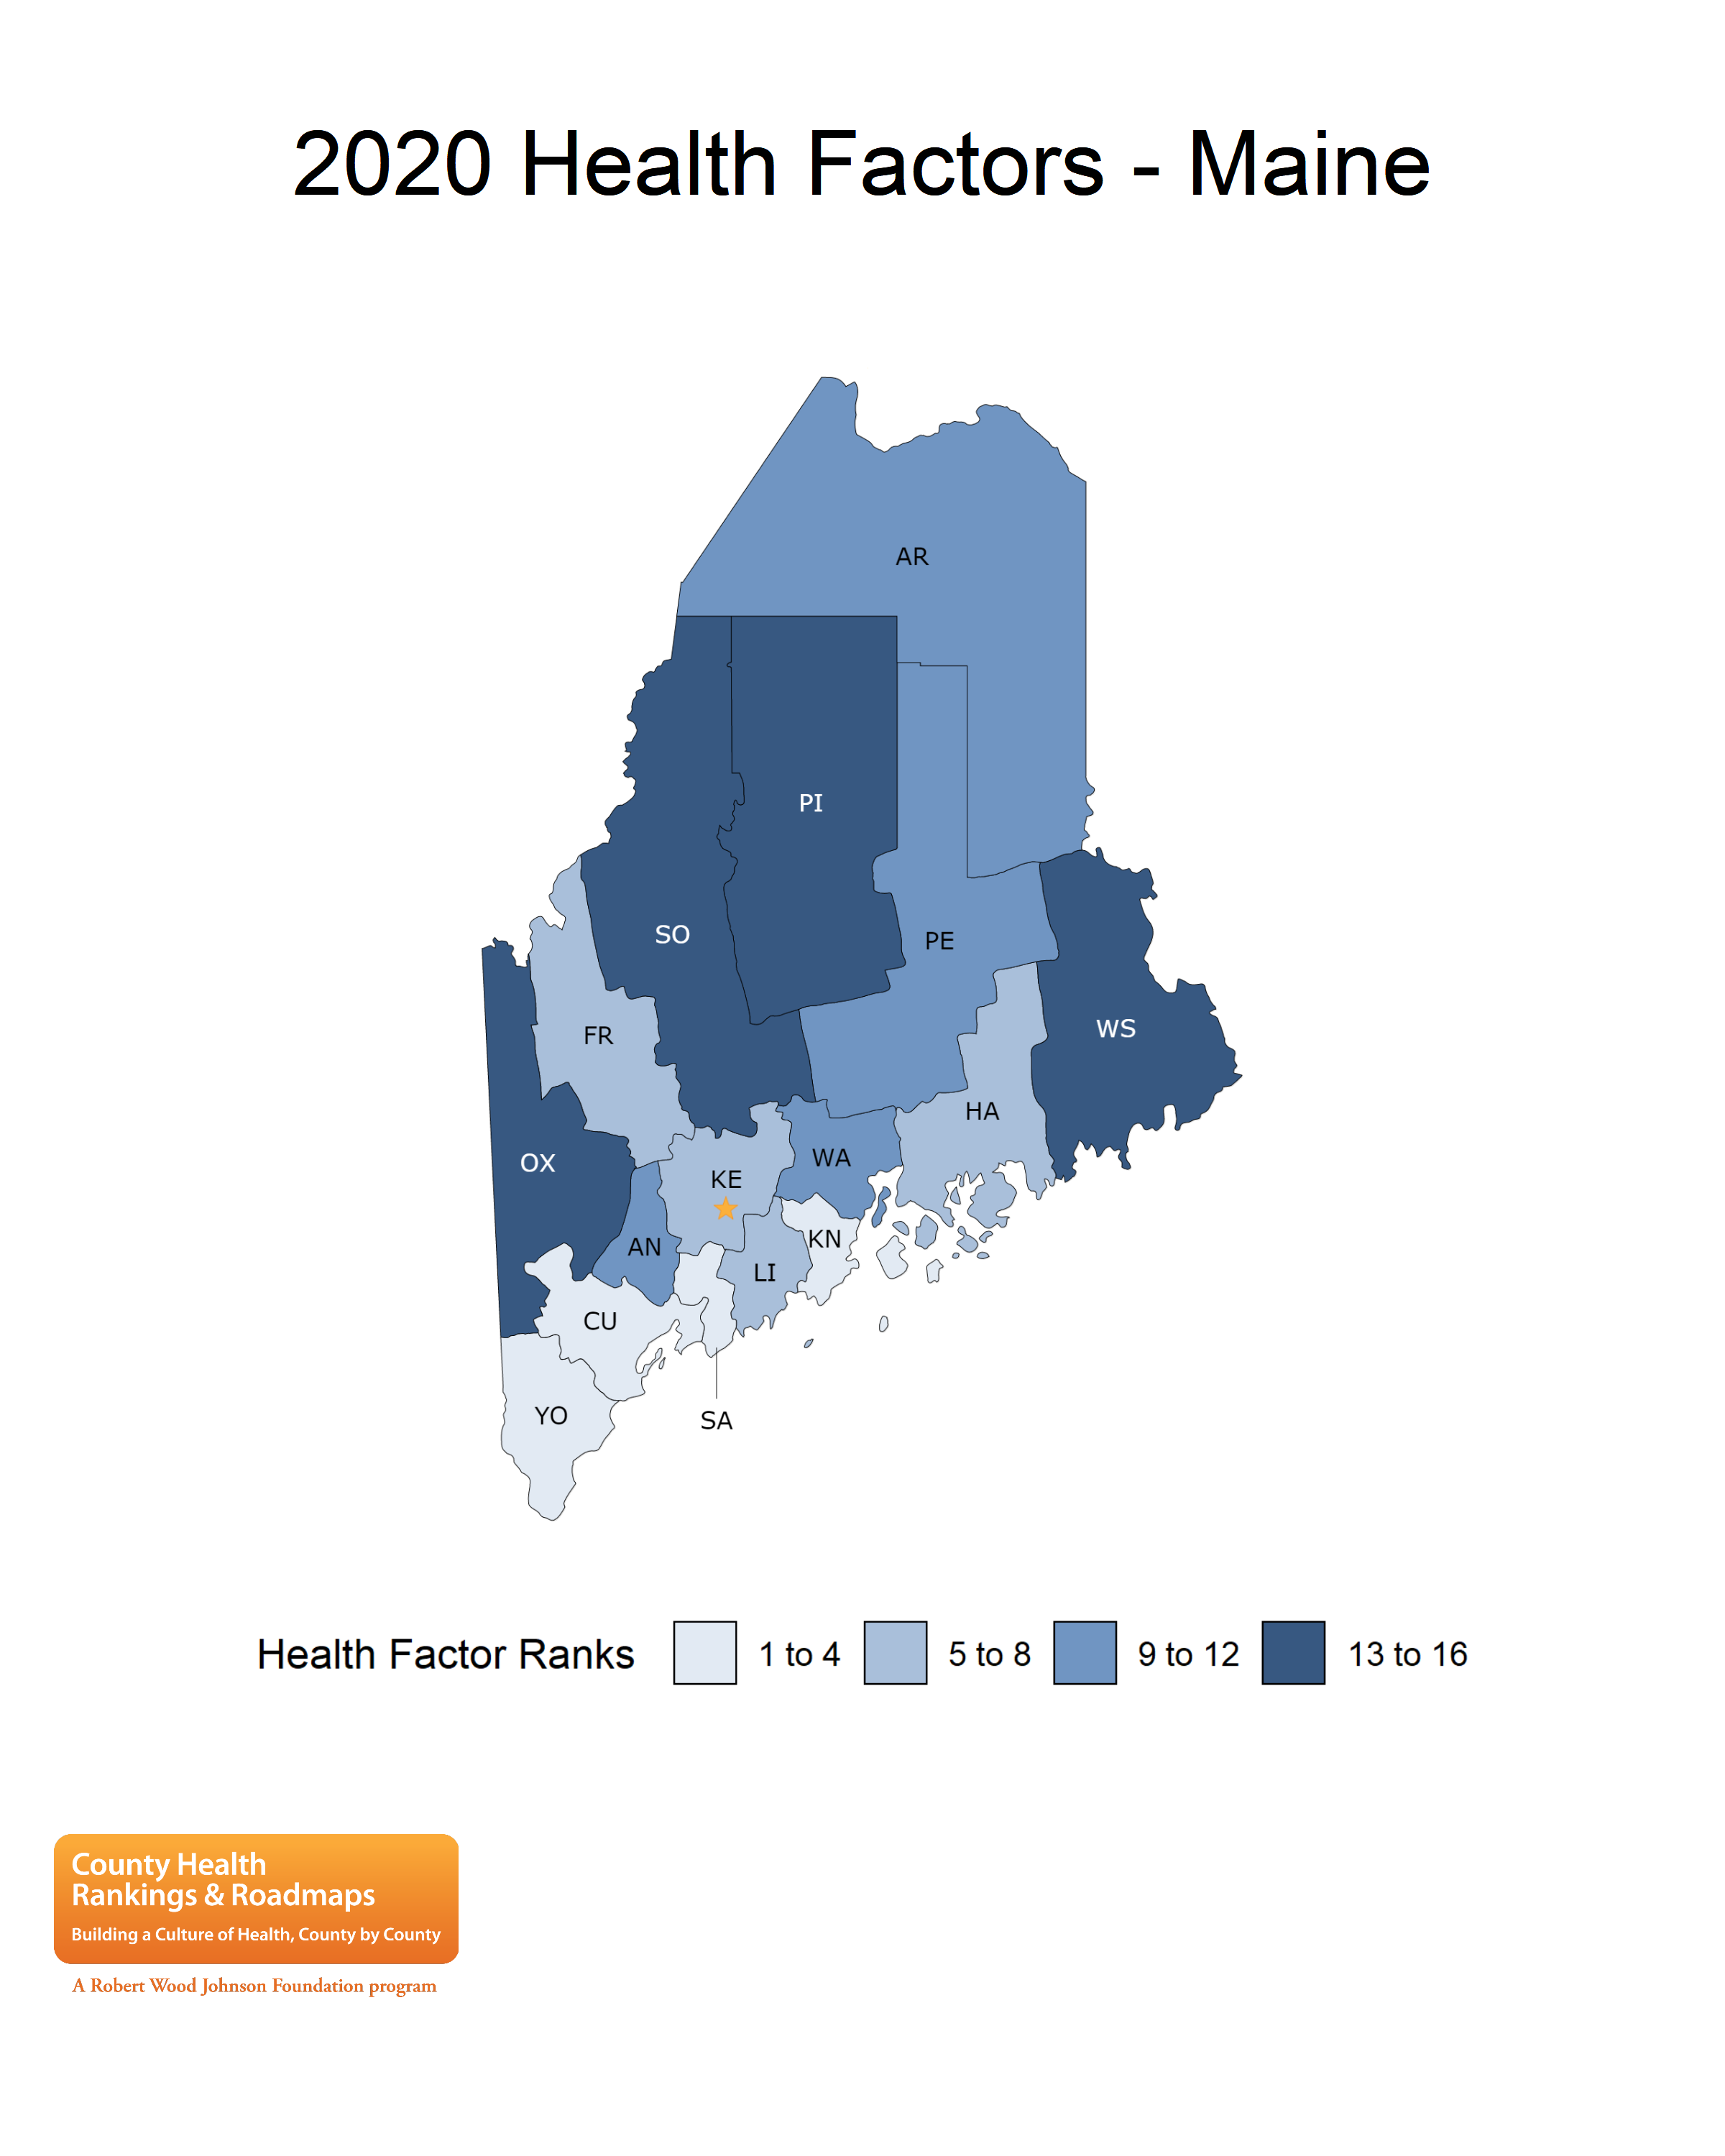 2020 Health Factors - Maine
AR
PI
SO
PE
WS
FR
HA
OX
WA
KE
KN
AN
LI
CU
YO
SA
Health Factor Ranks 1 to 4 5 to 8 9 to 12 13 to 16
County Health
Rankings & Roadmaps
Building a Culture of Health, County by County
A Robert Wood Johnson Foundation program